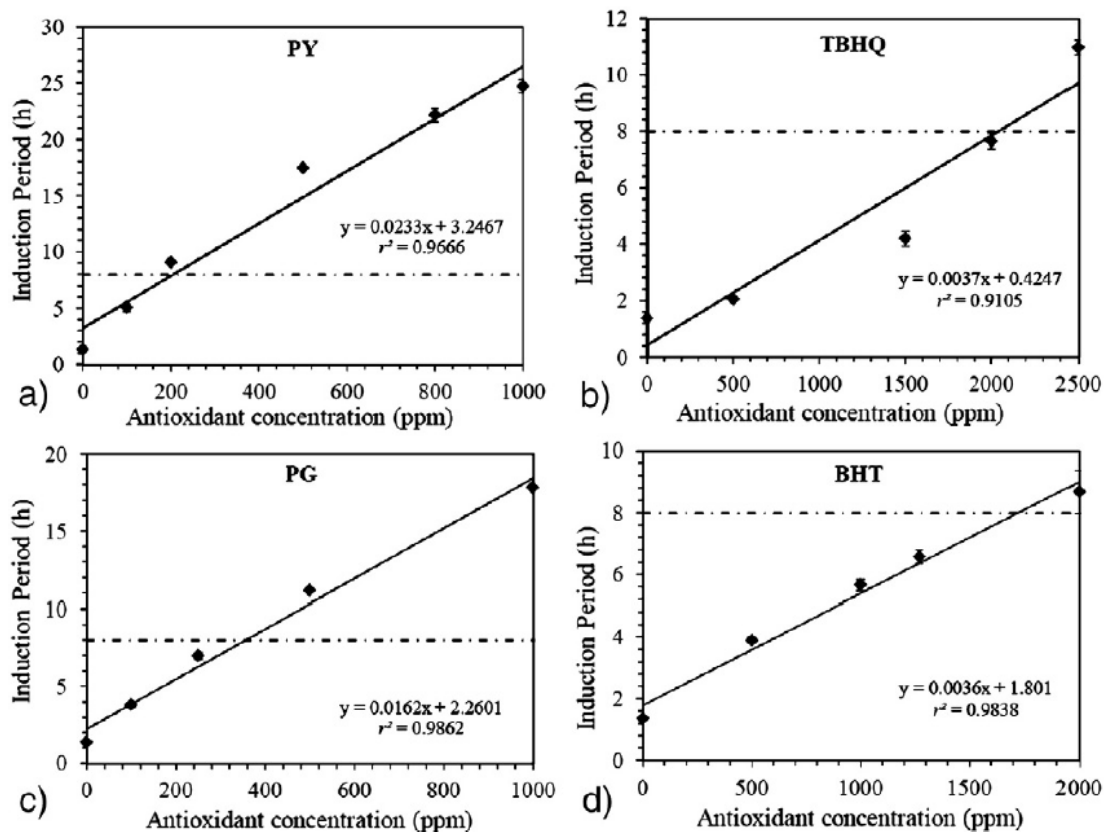 PY
30
25
20
15
10
5
0
Induction Period (h)
y = 0.0233x + 3.2467
r² = 0.9666
0 200 400 600 800 1000
a) Antioxidant concentration (ppm)
TBHQ
12
10
8
6
4
2
0
Induction Period (h)
y = 0.0037x + 0.4247
r² = 0.9105
0 500 1000 1500 2000 2500
b) Antioxidant concentration (ppm)
PG
20
15
10
5
0
Induction Period (h)
y = 0.0162x + 2.2601
r² = 0.9862
0 200 400 600 800 1000
c) Antioxidant concentration (ppm)
BHT
10
8
6
4
2
0
Induction Period (h)
y = 0.0036x + 1.801
r² = 0.9838
0 500 1000 1500 2000
d) Antioxidant concentration (ppm)